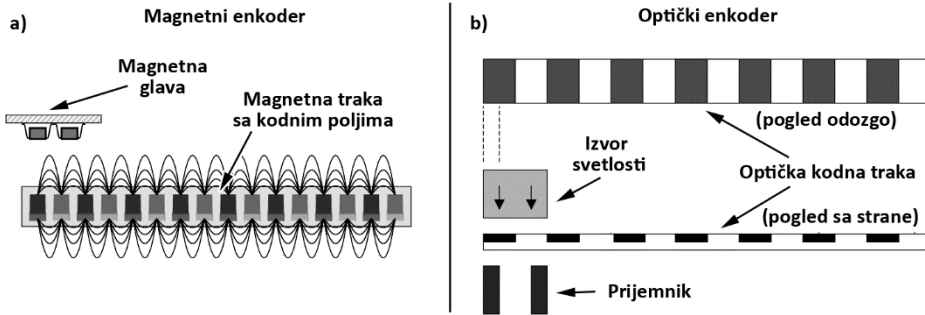 a)
Magnetni enkoder
Magnetna
glava
Magnetna traka
sa kodnim poljima
b)
Optički enkoder
(pogled odozgo)
Izvor
svetlosti
Optička kodna traka
(pogled sa strane)
Prijemnik